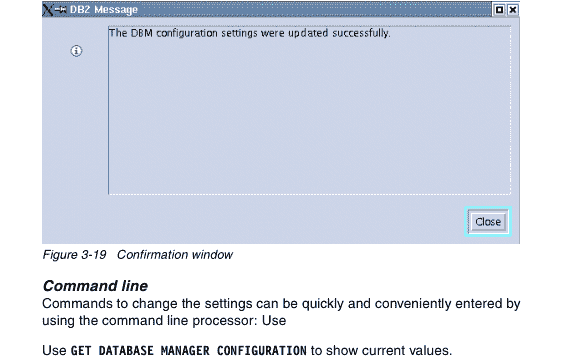 DB2 Message
The DBM configuration settings were updated successfully.
Close
Figure 3-19 Confirmation window
Command line
Commands to change the settings can be quickly and conveniently entered by
using the command line processor: Use
Use GET DATABASE MANAGER CONFIGURATION to show current values.